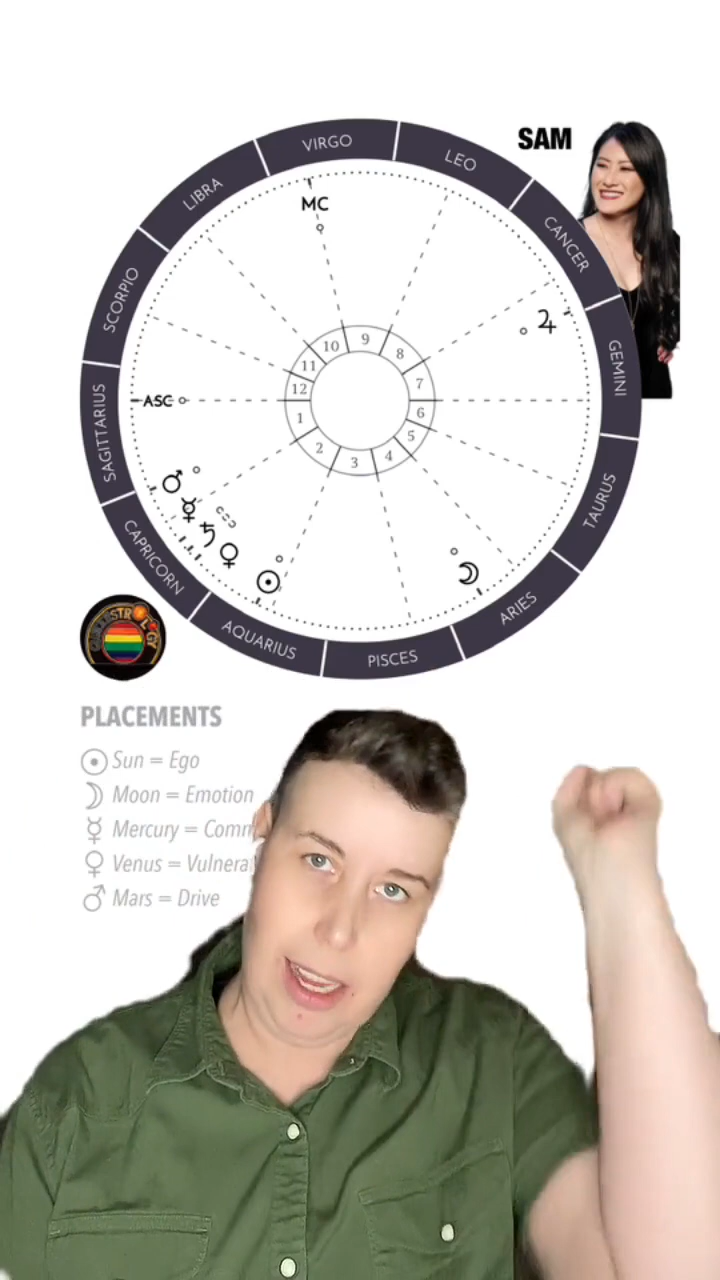 SAM
VIRGO
LEO
CANCER
GEMINI
TAURUS
ARIES
PISCES
AQUARIUS
CAPRICORN
SAGITTARIUS
SCORPIO
LIBRA
MC
ASC
1
2
3
4
5
6
7
8
9
10
11
12
PLACEMENTS
Sun = Ego
Moon = Emotion
Mercury = Comm
Venus = Vulnera
Mars = Drive